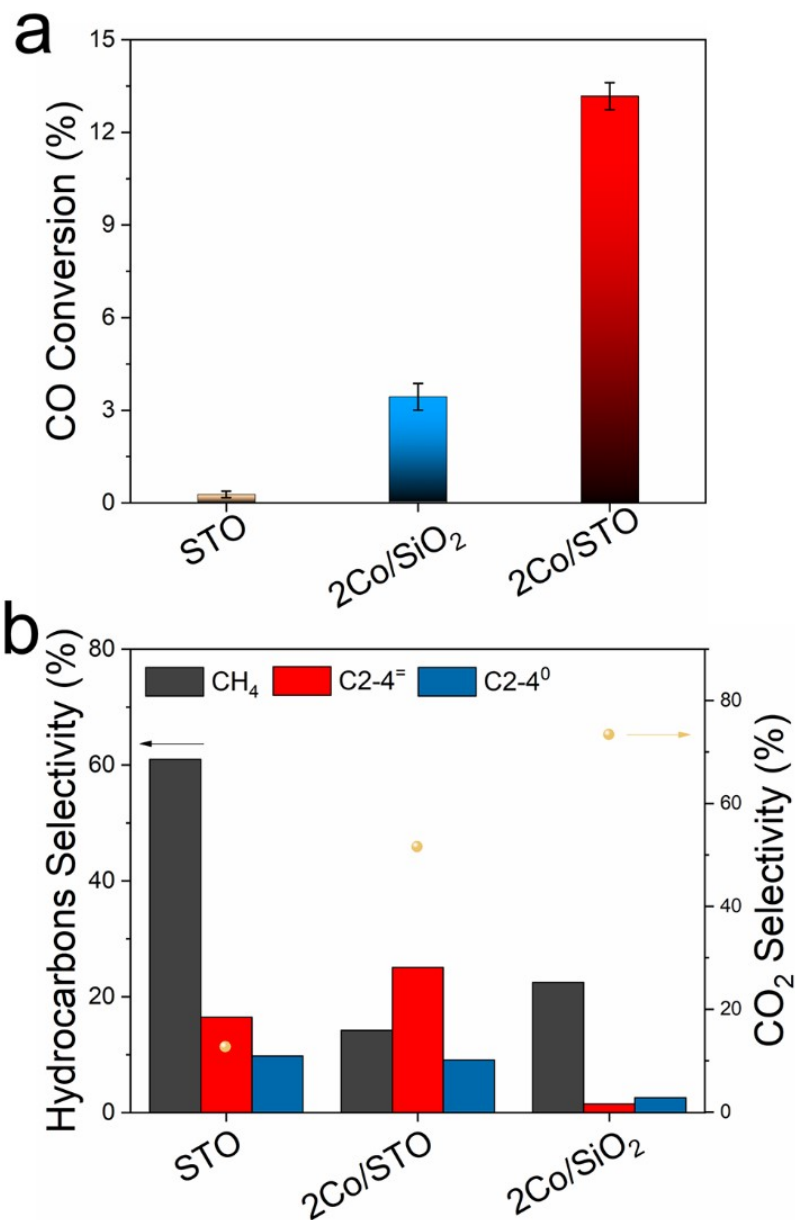 a
CO Conversion (%)
15
12
9
6
3
0
STO
2Co/SiO₂
2Co/STO
b
Hydrocarbons Selectivity (%)
80
60
40
20
0
CH₄
C2-4⁼
C2-4⁰
80
60
40
20
0
CO₂ Selectivity (%)
STO
2Co/STO
2Co/SiO₂